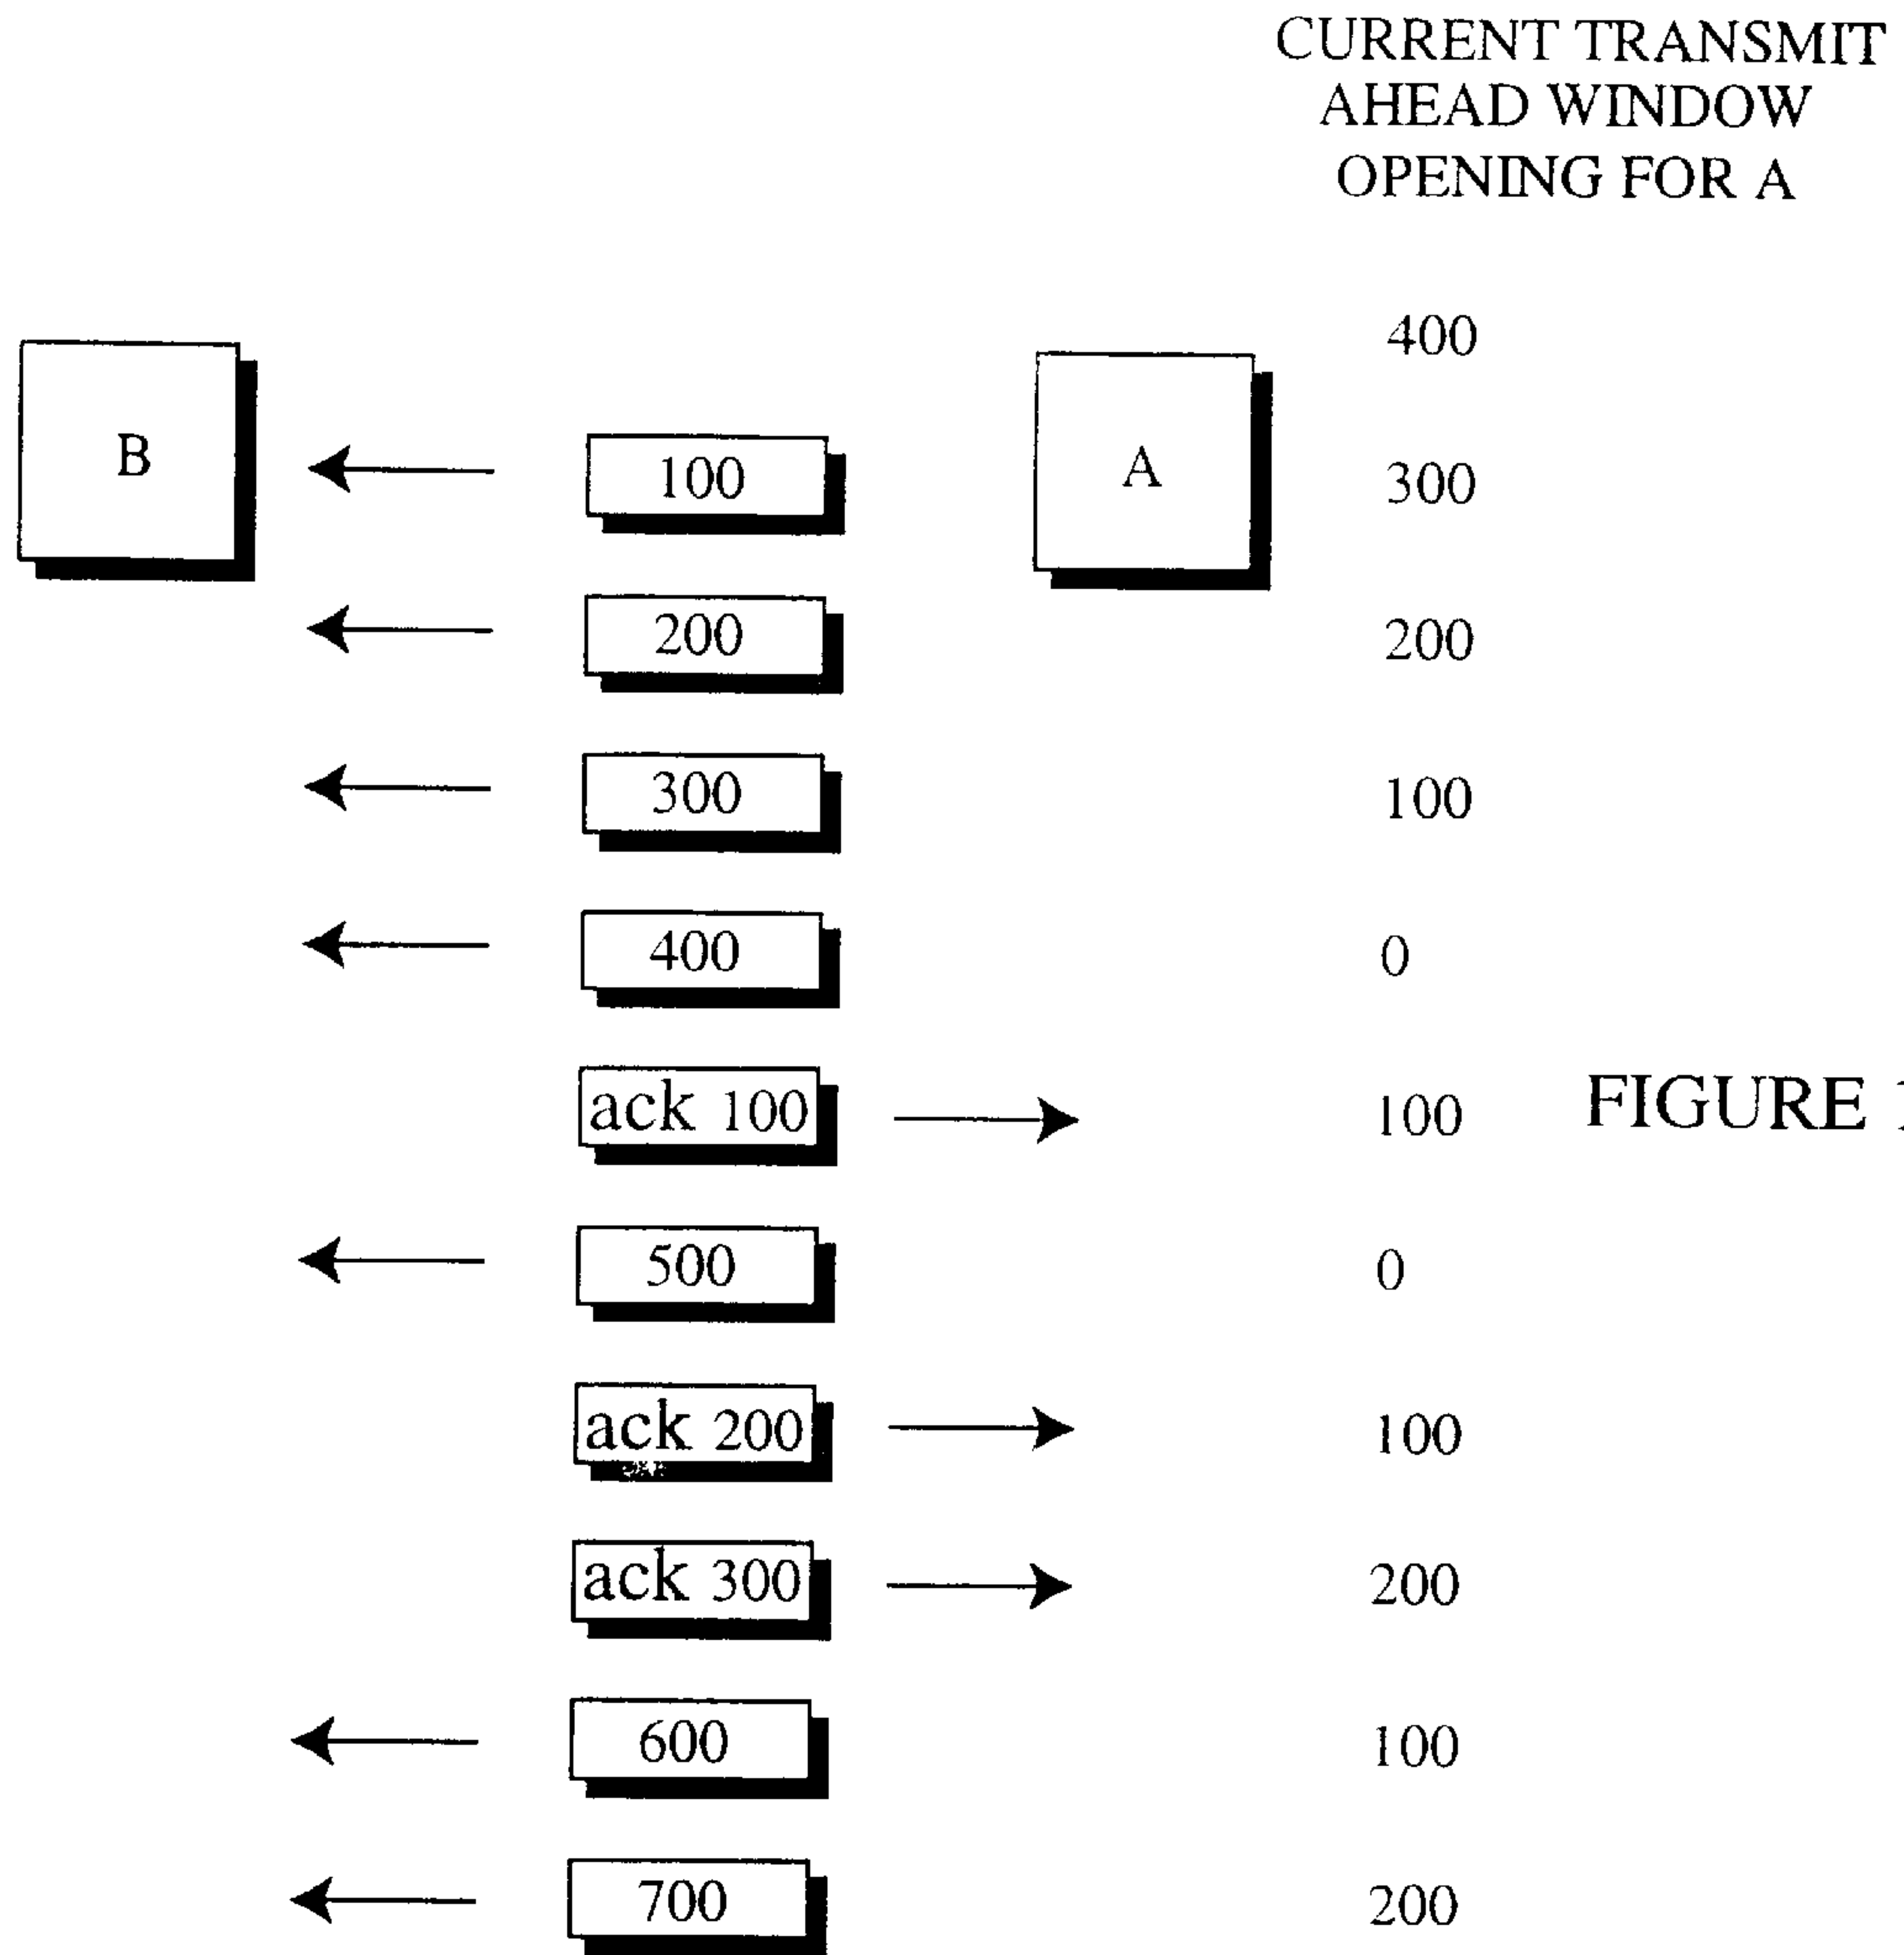 CURRENT TRANSMIT
AHEAD WINDOW
OPENING FOR A
400
B 100 A 300
200 200
300 100
400 0
ack 100 100 FIGURE 1
500 0
ack 200 100
ack 300 200
600 100
700 200